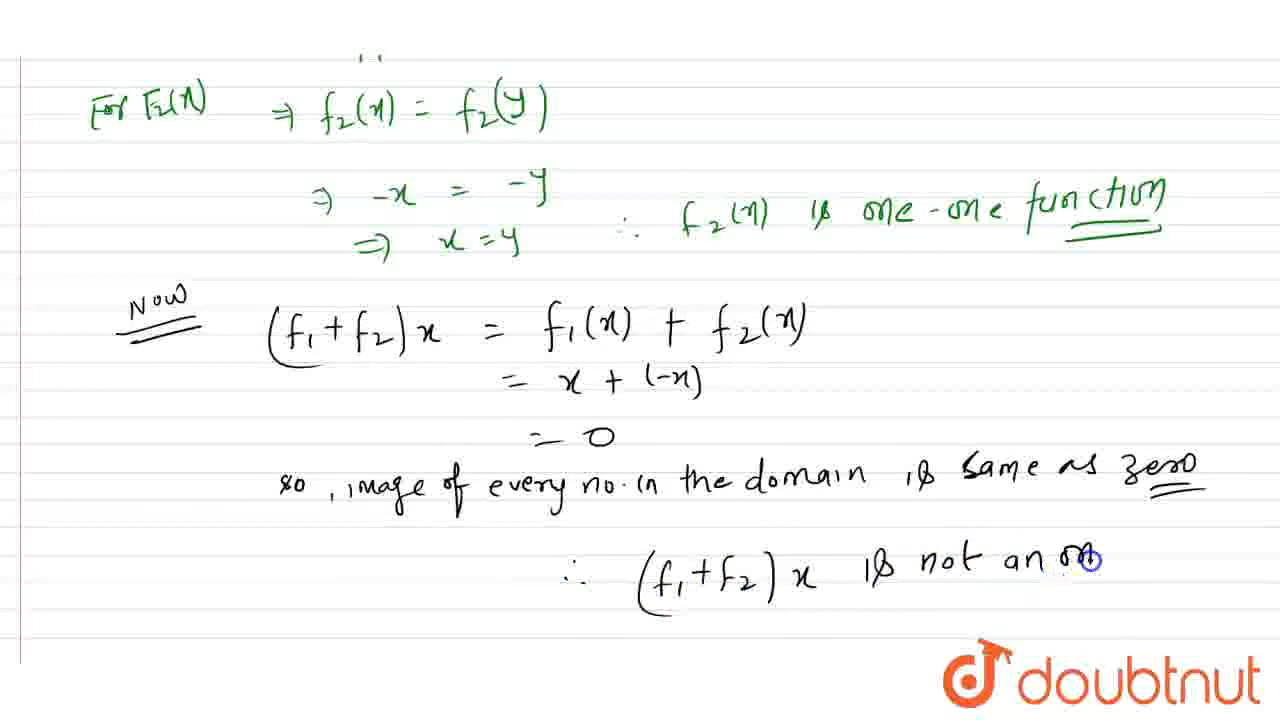 For F₂(x) ⇒ f₂(x) = f₂(y)
⇒ -x = -y
⇒ x = y ∴ f₂(x) is one-one function
Now (f₁+f₂)x = f₁(x) + f₂(x)
= x + (-x)
= 0
so, image of every no. in the domain is same as zero
∴ (f₁+f₂)x is not an on
doubtnut